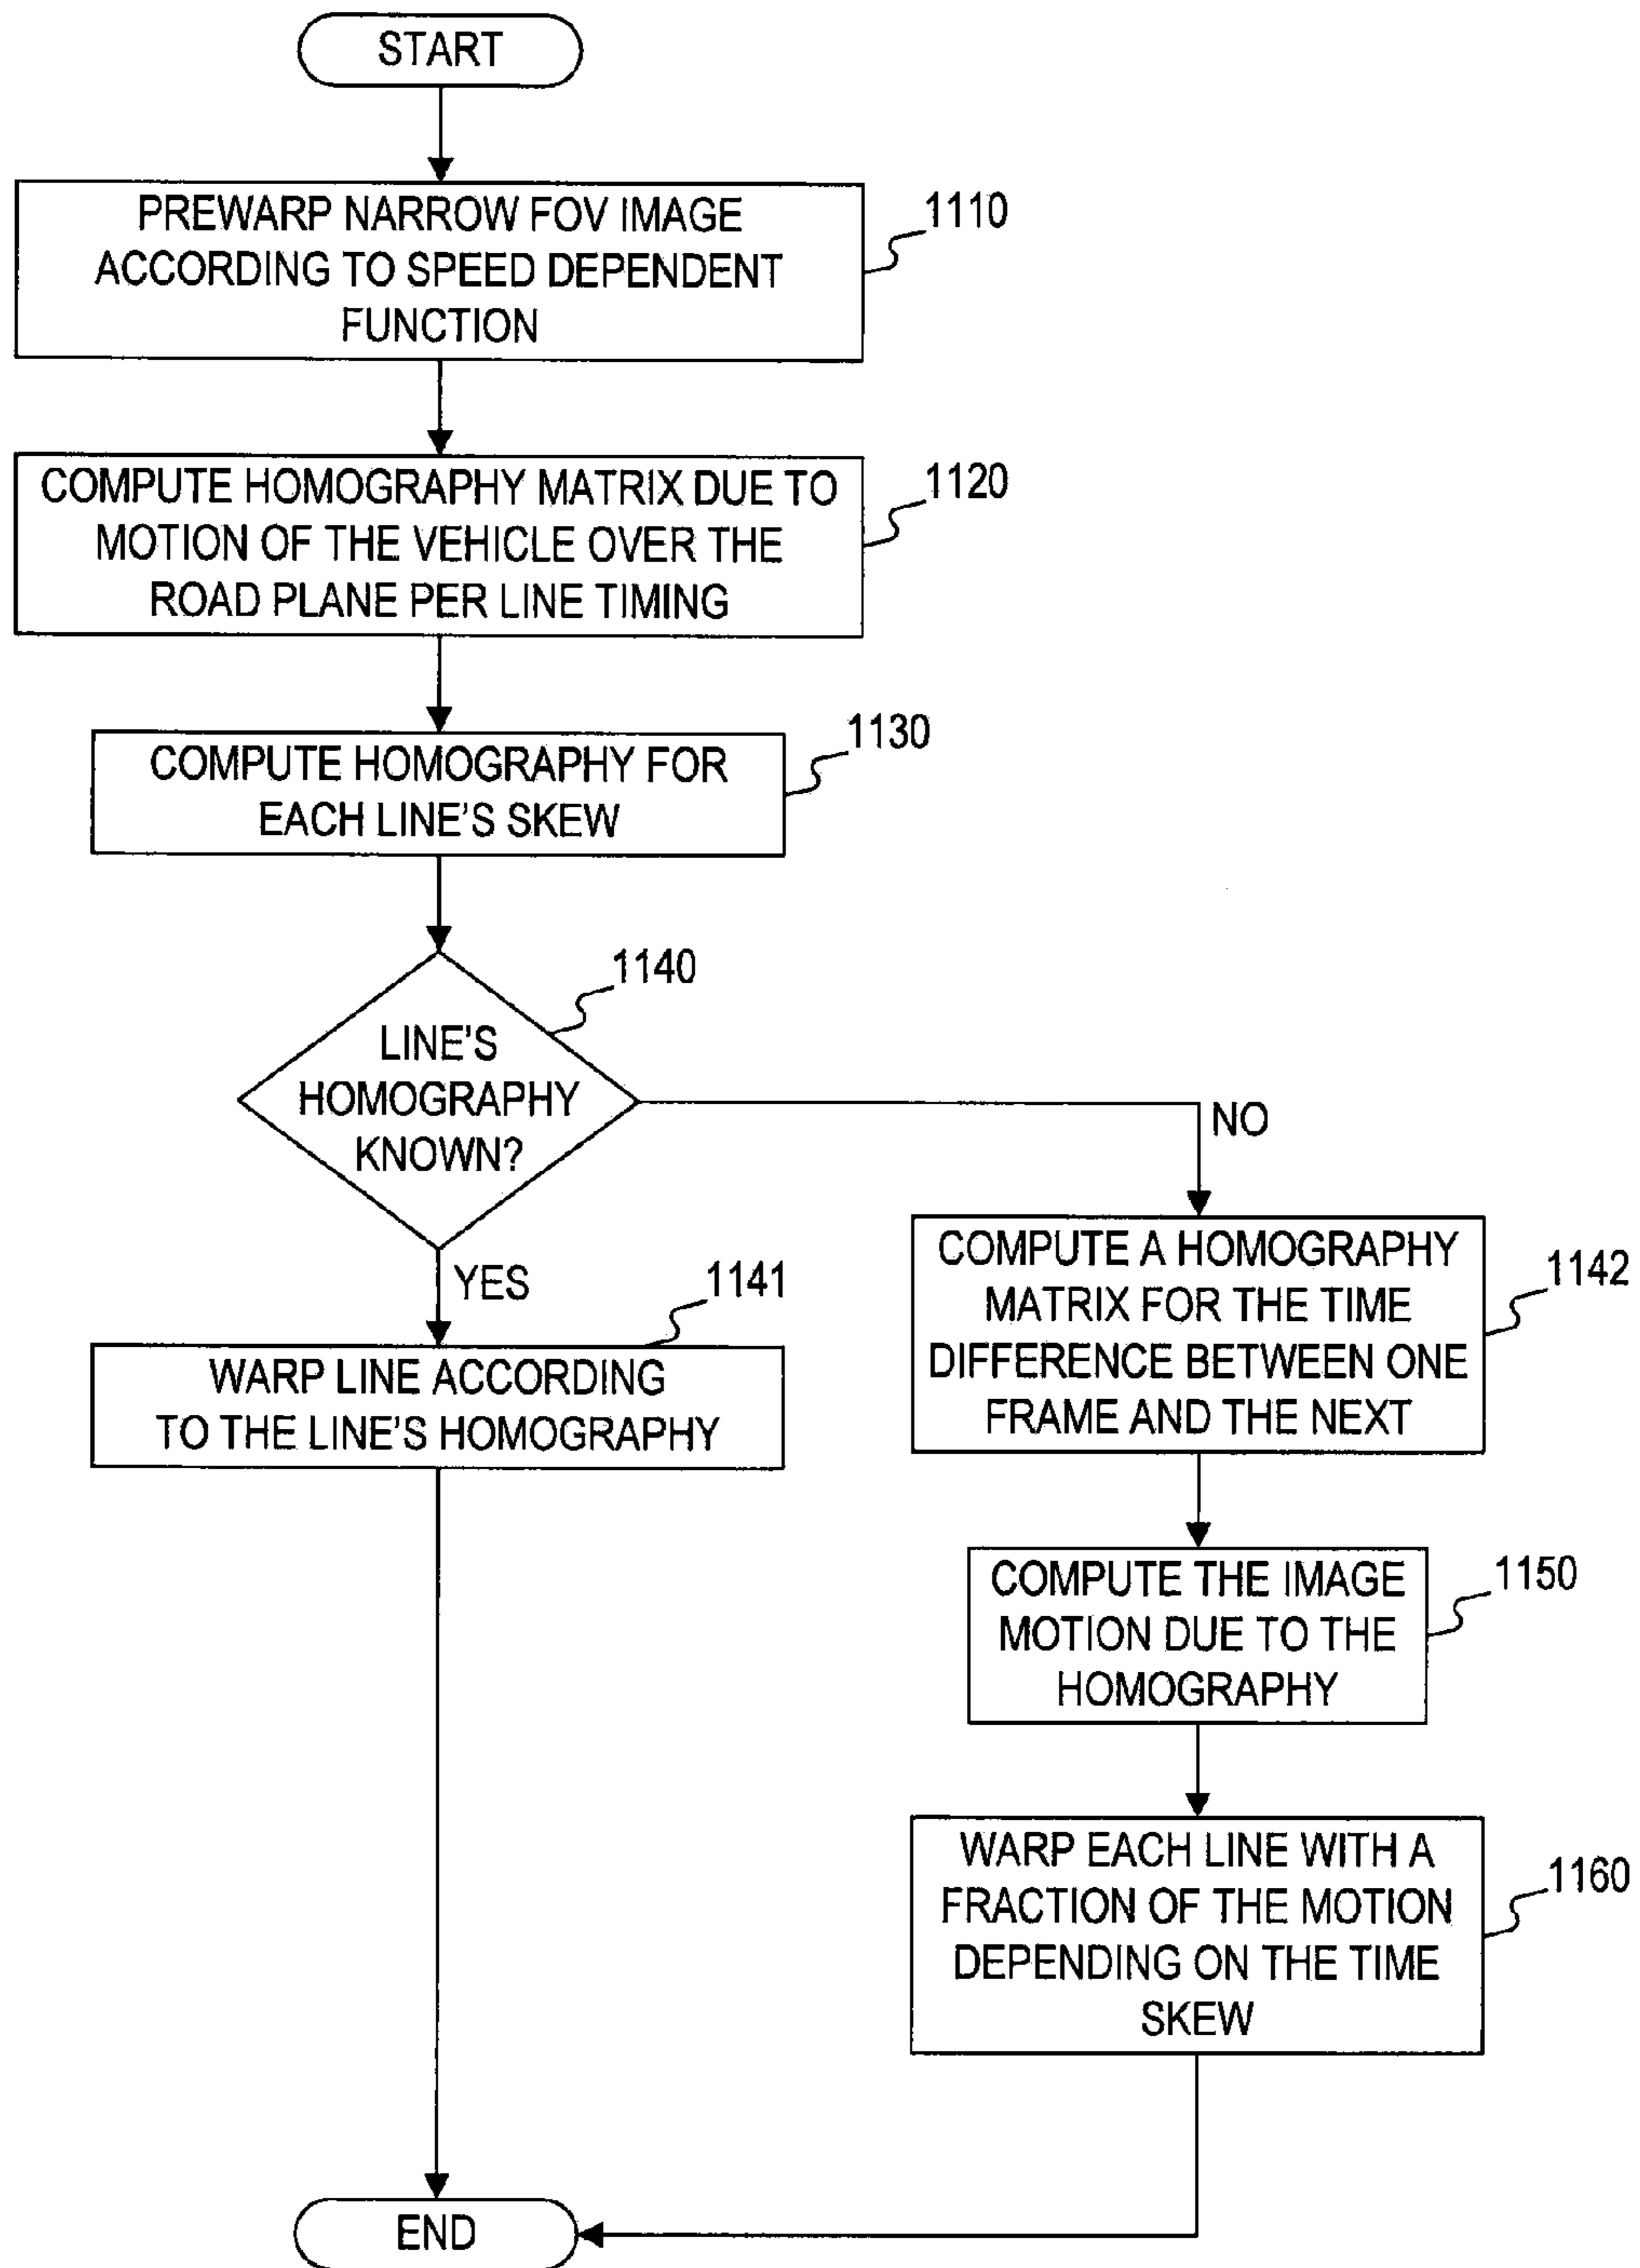 START
PREWARP NARROW FOV IMAGE
ACCORDING TO SPEED DEPENDENT
FUNCTION
1110
COMPUTE HOMOGRAPHY MATRIX DUE TO
MOTION OF THE VEHICLE OVER THE
ROAD PLANE PER LINE TIMING
1120
COMPUTE HOMOGRAPHY FOR
EACH LINE'S SKEW
1130
LINE'S
HOMOGRAPHY
KNOWN?
1140
NO
YES
WARP LINE ACCORDING
TO THE LINE'S HOMOGRAPHY
1141
COMPUTE A HOMOGRAPHY
MATRIX FOR THE TIME
DIFFERENCE BETWEEN ONE
FRAME AND THE NEXT
1142
COMPUTE THE IMAGE
MOTION DUE TO THE
HOMOGRAPHY
1150
WARP EACH LINE WITH A
FRACTION OF THE MOTION
DEPENDING ON THE TIME
SKEW
1160
END